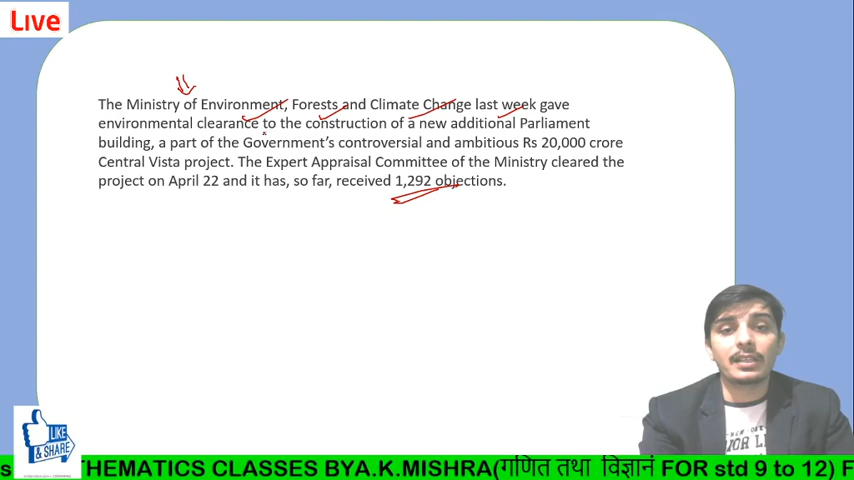 Live
The Ministry of Environment, Forests and Climate Change last week gave
environmental clearance to the construction of a new additional Parliament
building, a part of the Government's controversial and ambitious Rs 20,000 crore
Central Vista project. The Expert Appraisal Committee of the Ministry cleared the
project on April 22 and it has, so far, received 1,292 objections.
LIKE
& SHARE
s THEMATICS CLASSES BYA.K.MISHRA(गणित तथा विज्ञानं FOR std 9 to 12) F